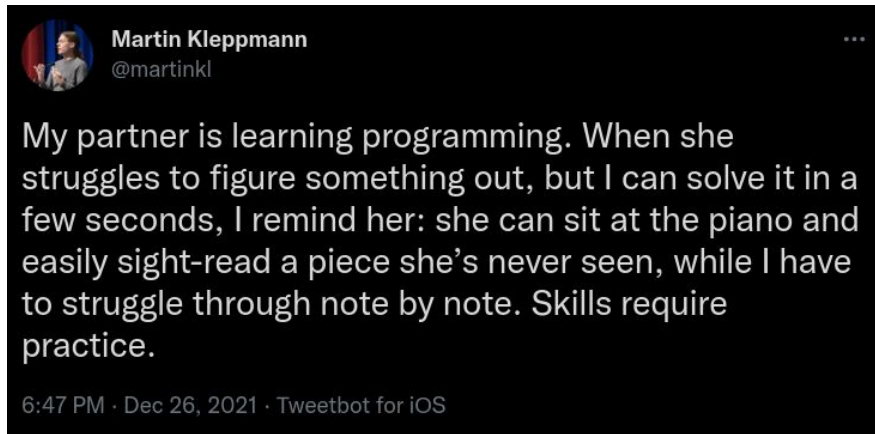 Martin Kleppmann
@martinkl
My partner is learning programming. When she
struggles to figure something out, but I can solve it in a
few seconds, I remind her: she can sit at the piano and
easily sight-read a piece she’s never seen, while I have
to struggle through note by note. Skills require
practice.
6:47 PM · Dec 26, 2021 · Tweetbot for iOS